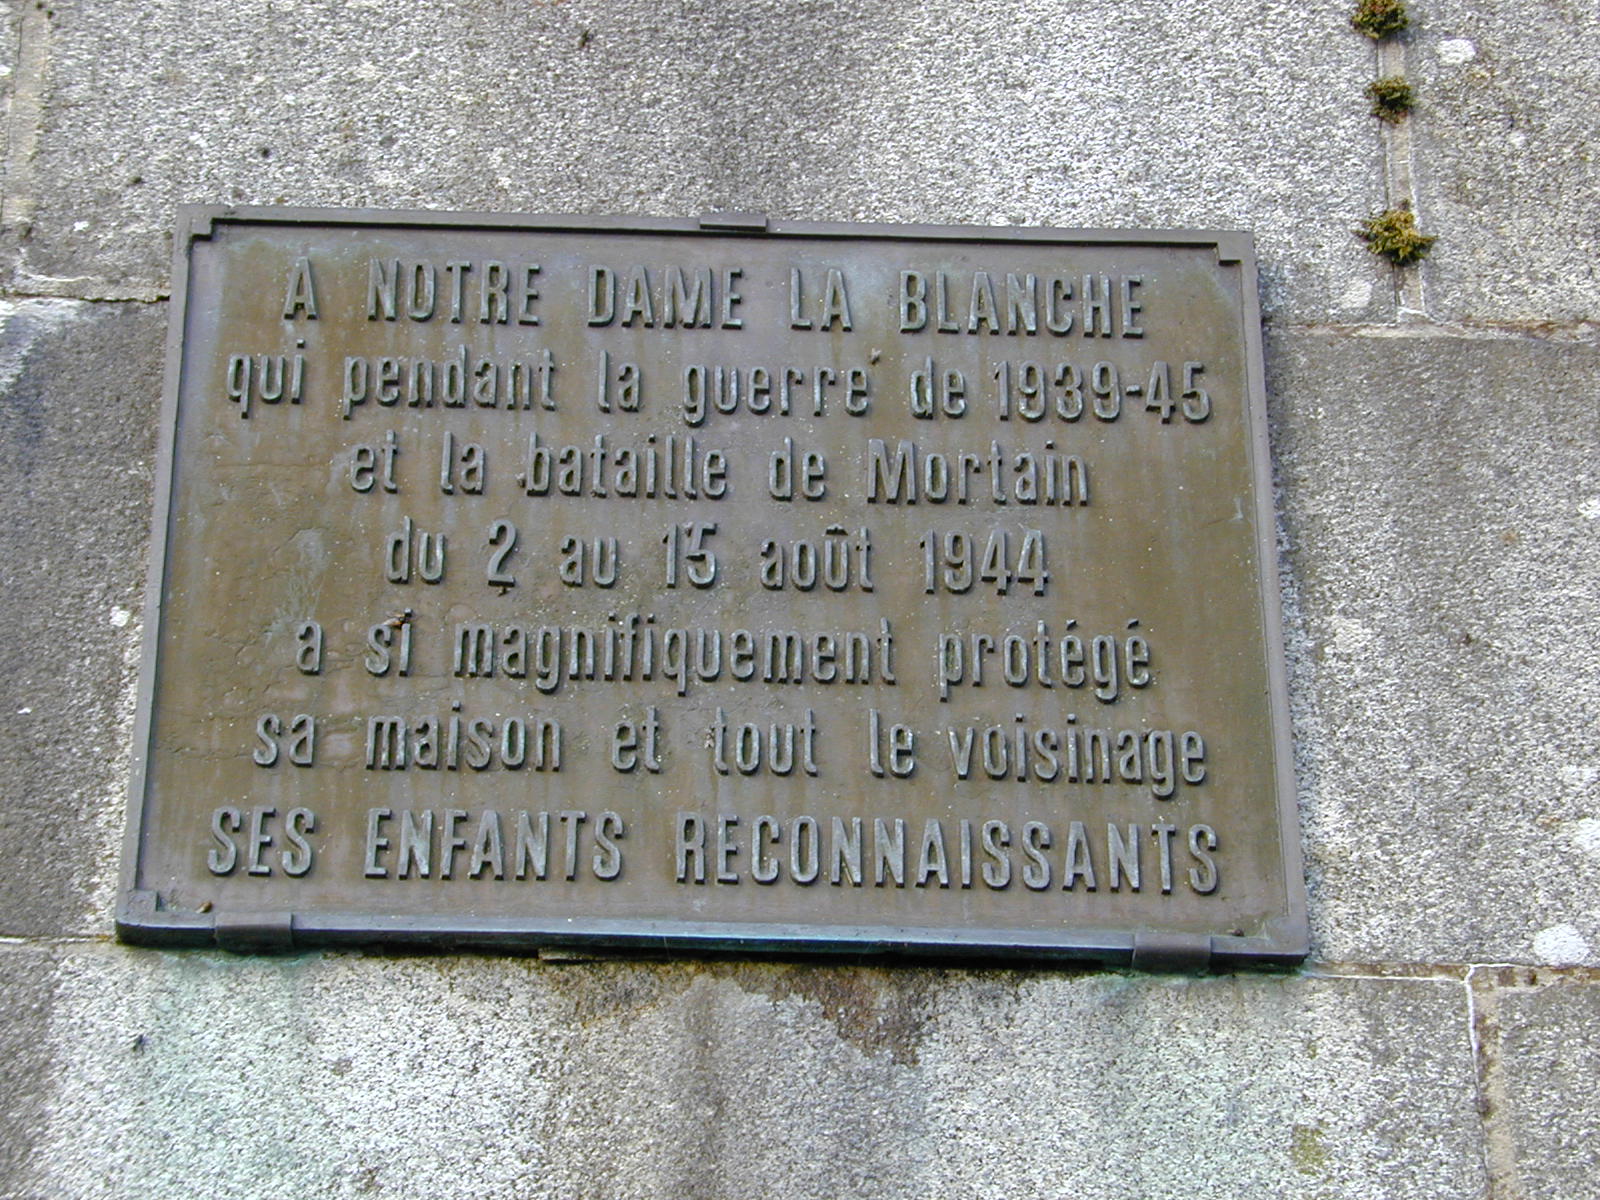 A NOTRE DAME LA BLANCHE
qui pendant la guerre de 1939-45
et la bataille de Mortain
du 2 au 15 août 1944
a si magnifiquement protégé
sa maison et tout le voisinage
SES ENFANTS RECONNAISSANTS